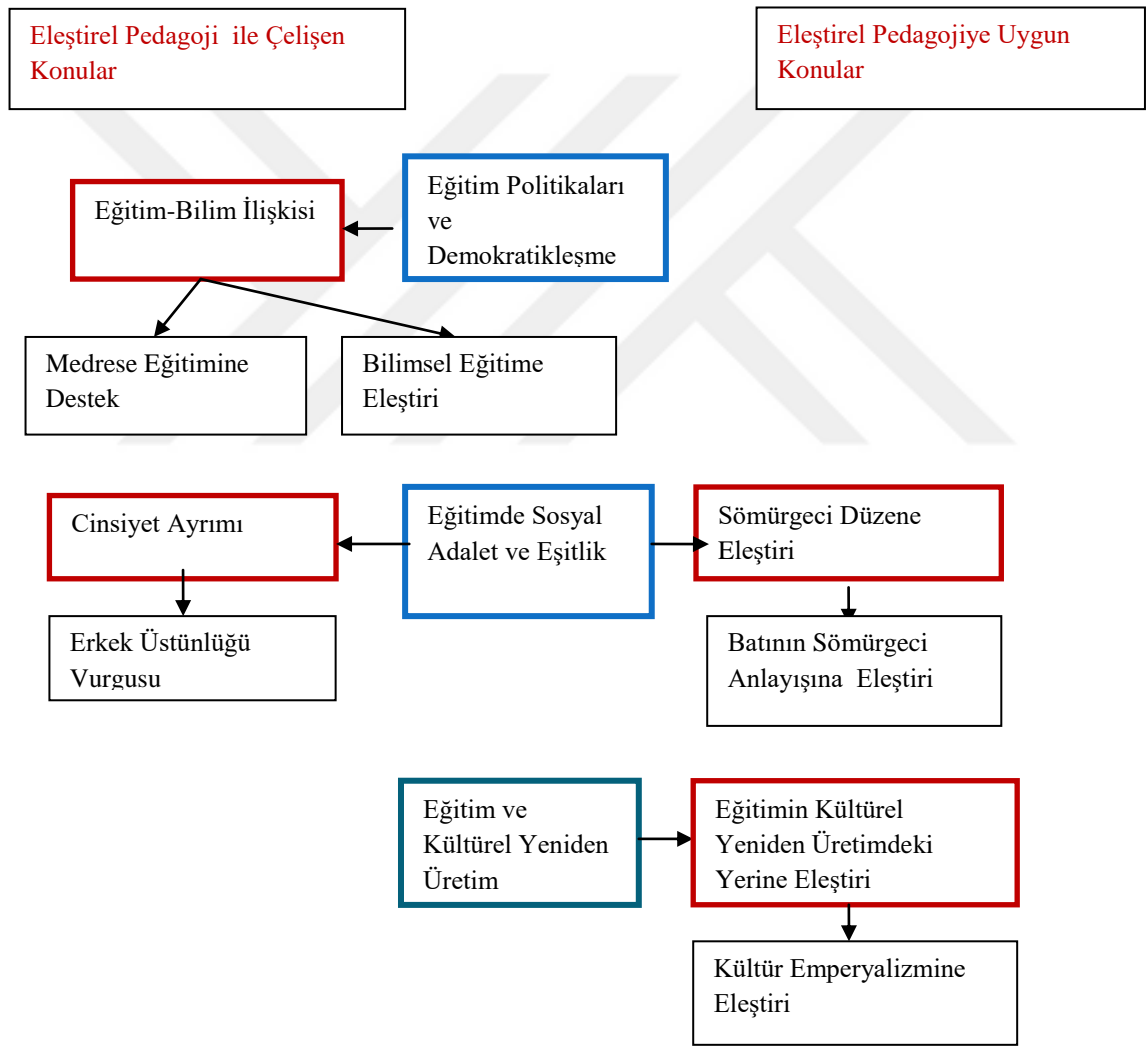 Eleştirel Pedagoji ile Çelişen
Konular
Eleştirel Pedagojiye Uygun
Konular
Eğitim-Bilim İlişkisi
Eğitim Politikaları
ve
Demokratikleşme
Medrese Eğitimine
Destek
Bilimsel Eğitime
Eleştiri
Cinsiyet Ayrımı
Eğitimde Sosyal
Adalet ve Eşitlik
Sömürgeci Düzene
Eleştiri
Erkek Üstünlüğü
Vurgusu
Batının Sömürgeci
Anlayışına Eleştiri
Eğitim ve
Kültürel Yeniden
Üretim
Eğitimin Kültürel
Yeniden Üretimdeki
Yerine Eleştiri
Kültür Emperyalizmine
Eleştiri